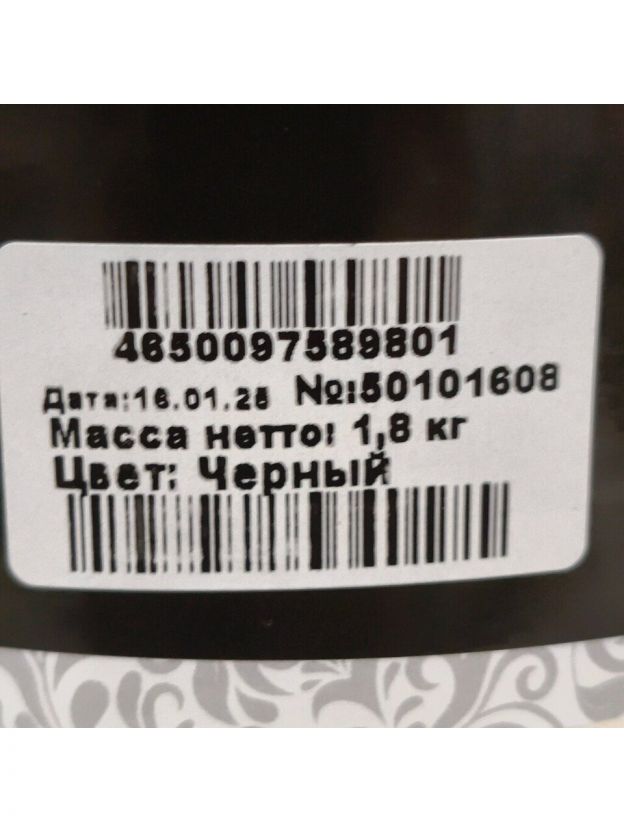 4650097589801
Дата:16.01.25 №:50101608
Масса нетто: 1,8 кг
Цвет: Черный